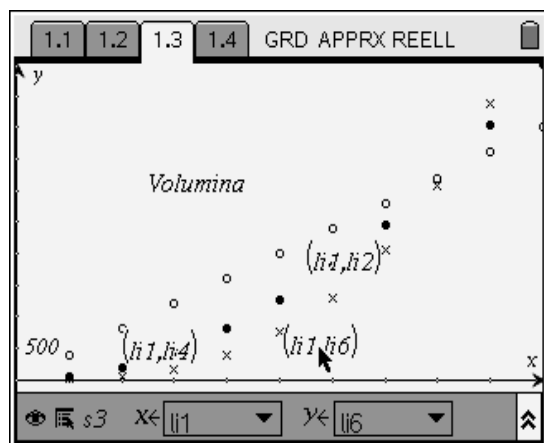 1.1 1.2 1.3 1.4 GRD APPRX REELL
y
Volumina
(li1,li2)
500 (li1,li4) (li1,li6)
x
s3 x← li1 y← li6